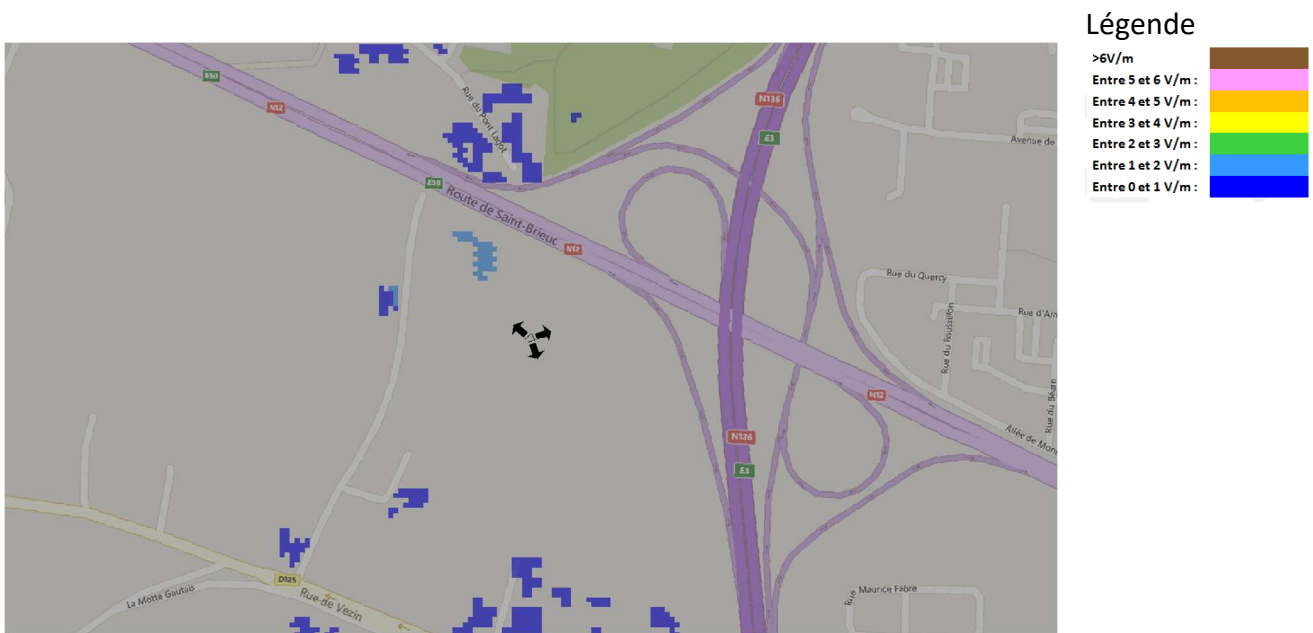 Légende
>6V/m
Entre 5 et 6 V/m :
Entre 4 et 5 V/m :
Entre 3 et 4 V/m :
Entre 2 et 3 V/m :
Entre 1 et 2 V/m :
Entre 0 et 1 V/m :
E50
N12
Rue du Pont Lagot
N136
E3
Avenue de
E50
Route de Saint-Brieuc
N12
Rue du Quercy
Rue d'Arm
Rue du Roussillon
N12
Rue du Béarn
Allée de Mon
N136
E3
D125
La Motte Gautais
Rue de Vezin
Rue Maurice Fabre